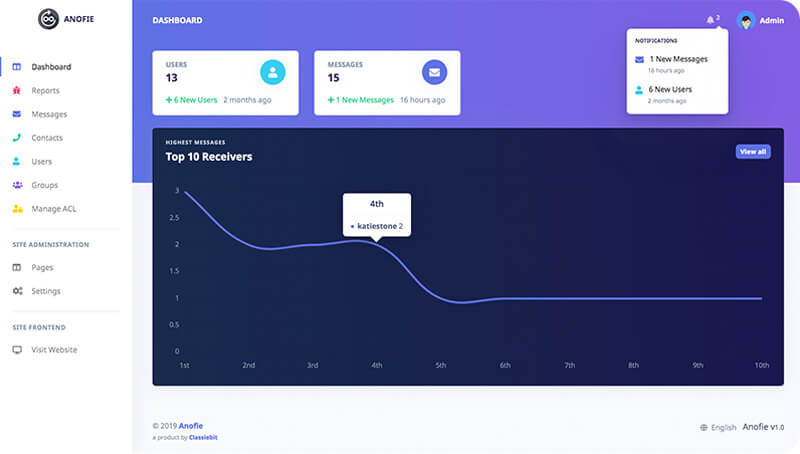 ANOFIE
Dashboard
Reports
Messages
Contacts
Users
Groups
Manage ACL
SITE ADMINISTRATION
Pages
Settings
SITE FRONTEND
Visit Website
DASHBOARD
2
Admin
NOTIFICATIONS
1 New Messages
16 hours ago
6 New Users
2 months ago
USERS
13
+ 6 New Users 2 months ago
MESSAGES
15
+ 1 New Messages 16 hours ago
HIGHEST MESSAGES
Top 10 Receivers
View all
3
2.5
2
1.5
1
0.5
0
4th
katiestone 2
1st 2nd 3rd 4th 5th 6th 7th 8th 9th 10th
© 2019 Anofie
a product by Classiebit
English Anofie v1.0